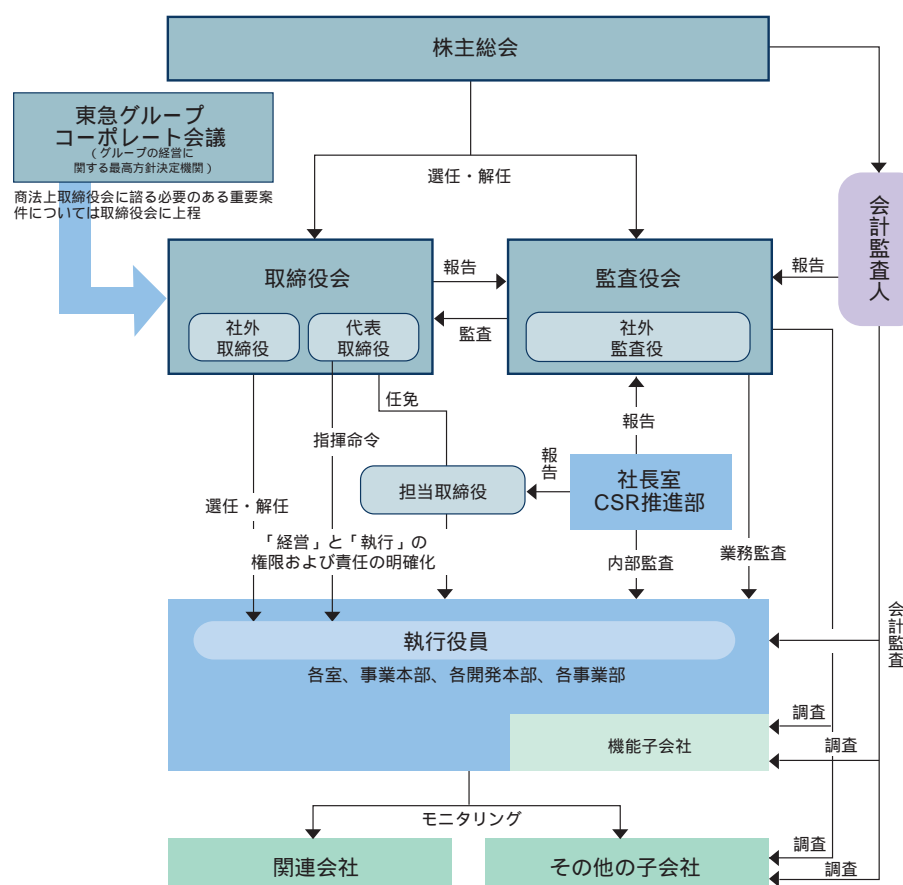 株主総会
東急グループ
コーポレート会議
（グループの経営に
関する最高方針決定機関）
商法上取締役会に諮る必要のある重要案
件については取締役会に上程
選任・解任
会計監査人
取締役会
社外
取締役
代表
取締役
報告
監査
監査役会
社外
監査役
報告
任免
指揮命令
報告
報告
担当取締役
社長室
CSR推進部
選任・解任
「経営」と「執行」の
権限および責任の明確化
内部監査
業務監査
会計監査
執行役員
各室、事業本部、各開発本部、各事業部
機能子会社
調査
調査
モニタリング
関連会社
その他の子会社
調査
調査